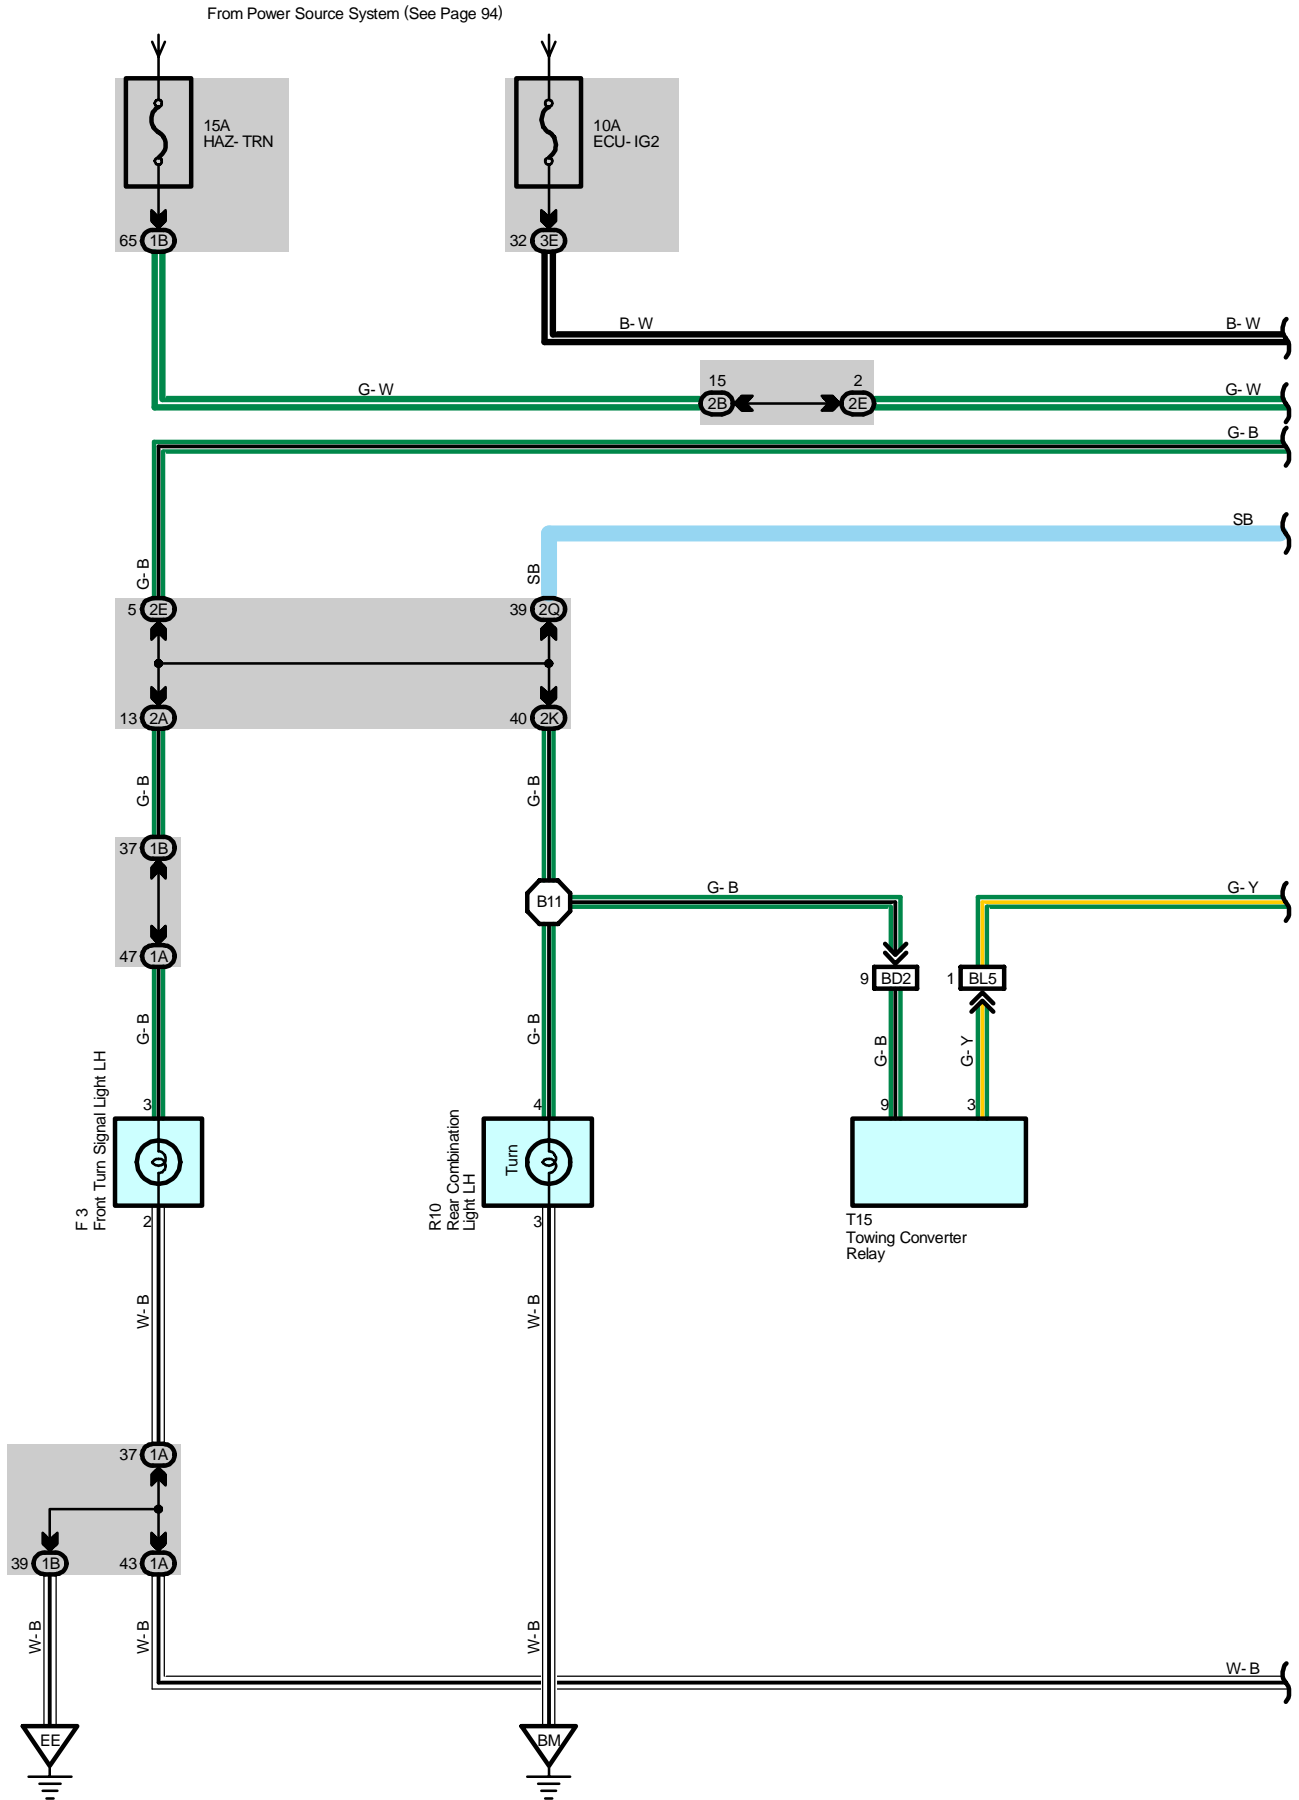 From Power Source System (See Page 94)
15A
HAZ- TRN
10A
ECU- IG2
65 1B
32 3E
B- W
B- W
15
2
G- W
2B
2E
G- W
G- B
SB
G- B
SB
5 2E
39 2Q
13 2A
40 2K
G- B
G- B
37 1B
B11
G- B
G- Y
47 1A
9 BD2
1 BL5
G- B
G- B
G- B
G- Y
3
4
9
3
F 3
Front Turn Signal Light LH
R10
Rear Combination
Light LH
Turn
2
3
T15
Towing Converter
Relay
W- B
W- B
37 1A
39 1B
43 1A
W- B
W- B
W- B
W- B
EE
BM